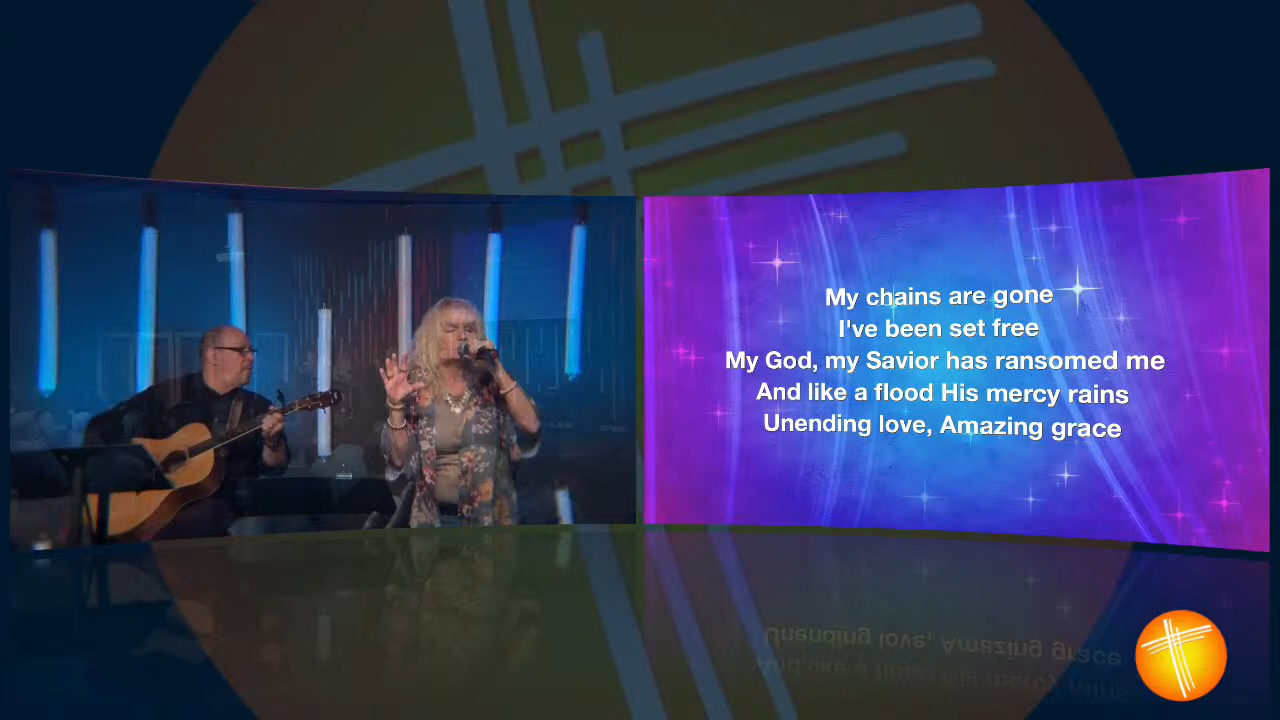 My chains are gone
I've been set free
My God, my Savior has ransomed me
And like a flood His mercy rains
Unending love, Amazing grace